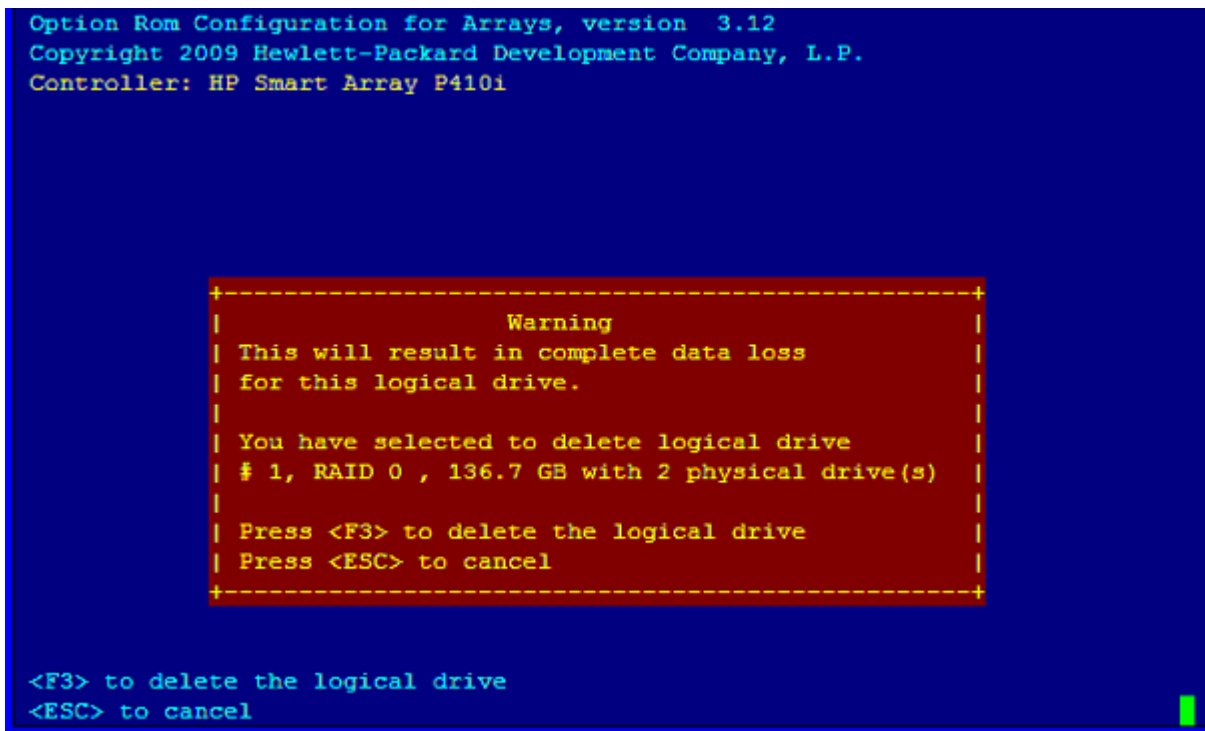 Option Rom Configuration for Arrays, version  3.12
Copyright 2009 Hewlett-Packard Development Company, L.P.
Controller: HP Smart Array P410i
Warning
This will result in complete data loss
for this logical drive.
You have selected to delete logical drive
# 1, RAID 0 , 136.7 GB with 2 physical drive(s)
Press <F3> to delete the logical drive
Press <ESC> to cancel
<F3> to delete the logical drive
<ESC> to cancel